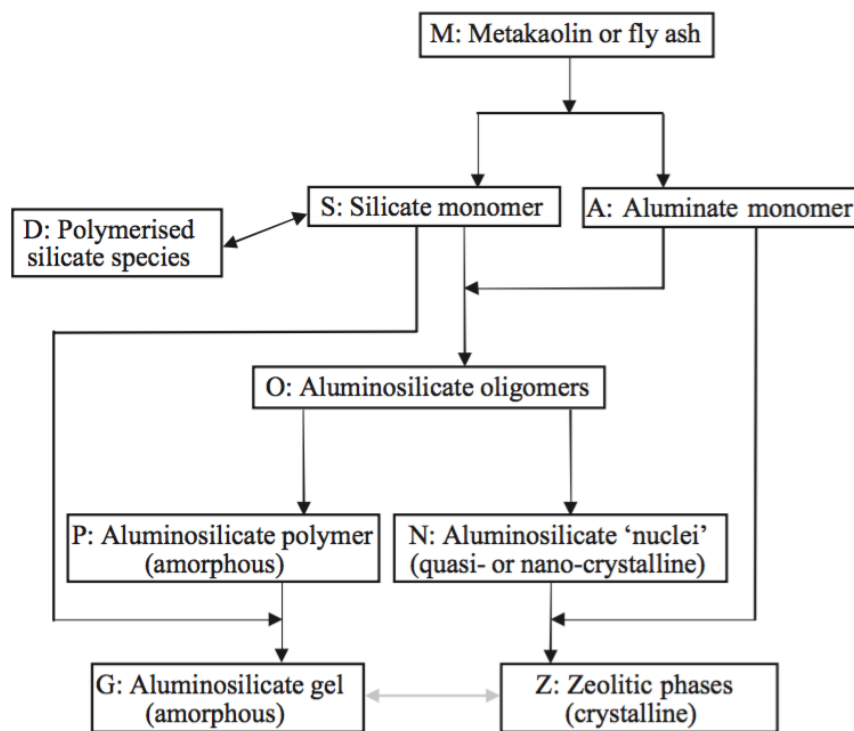 M: Metakaolin or fly ash
S: Silicate monomer
A: Aluminate monomer
D: Polymerised
silicate species
O: Aluminosilicate oligomers
P: Aluminosilicate polymer
(amorphous)
N: Aluminosilicate ‘nuclei’
(quasi- or nano-crystalline)
G: Aluminosilicate gel
(amorphous)
Z: Zeolitic phases
(crystalline)